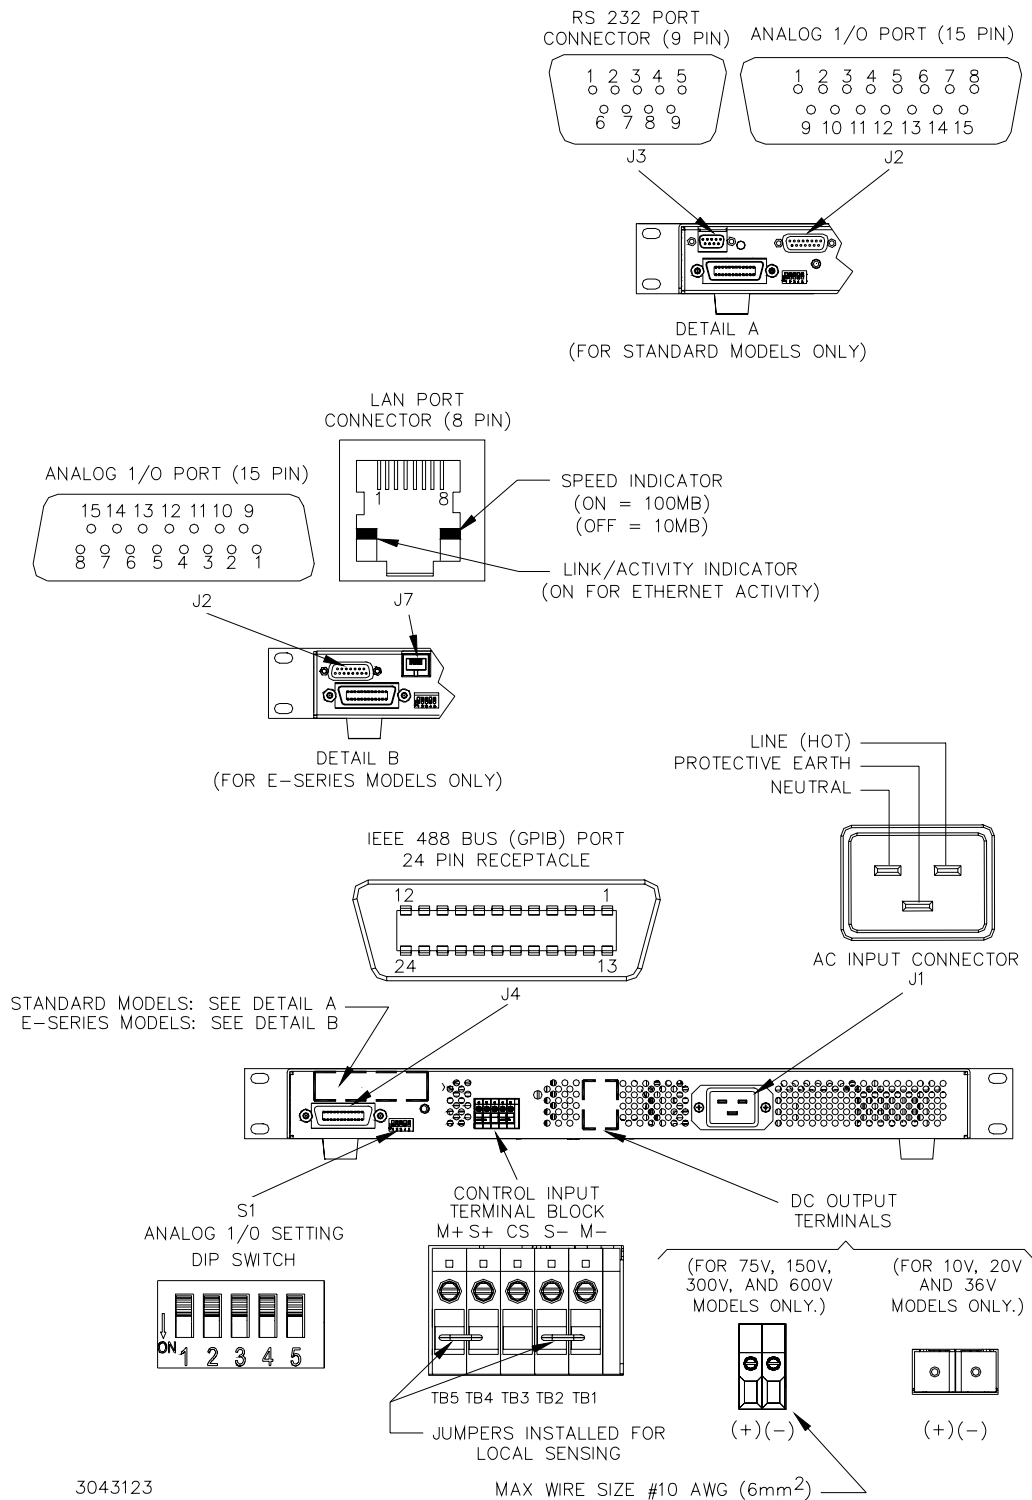 RS 232 PORT
CONNECTOR (9 PIN)
1 2 3 4 5
6 7 8 9
J3
ANALOG 1/O PORT (15 PIN)
1 2 3 4 5 6 7 8
9 10 11 12 13 14 15
J2
DETAIL A
(FOR STANDARD MODELS ONLY)
LAN PORT
CONNECTOR (8 PIN)
1 8
SPEED INDICATOR
(ON = 100MB)
(OFF = 10MB)
LINK/ACTIVITY INDICATOR
(ON FOR ETHERNET ACTIVITY)
J7
ANALOG 1/O PORT (15 PIN)
15 14 13 12 11 10 9
8 7 6 5 4 3 2 1
J2
DETAIL B
(FOR E-SERIES MODELS ONLY)
LINE (HOT)
PROTECTIVE EARTH
NEUTRAL
AC INPUT CONNECTOR
J1
IEEE 488 BUS (GPIB) PORT
24 PIN RECEPTACLE
12 1
24 13
J4
STANDARD MODELS: SEE DETAIL A
E-SERIES MODELS: SEE DETAIL B
S1
ANALOG 1/O SETTING
DIP SWITCH
ON
1 2 3 4 5
CONTROL INPUT
TERMINAL BLOCK
M+ S+ CS S- M-
TB5 TB4 TB3 TB2 TB1
JUMPERS INSTALLED FOR
LOCAL SENSING
DC OUTPUT
TERMINALS
(FOR 75V, 150V,
300V, AND 600V
MODELS ONLY.)
(+)(-)
(FOR 10V, 20V
AND 36V
MODELS ONLY.)
(+)(-)
MAX WIRE SIZE #10 AWG (6mm²)
3043123